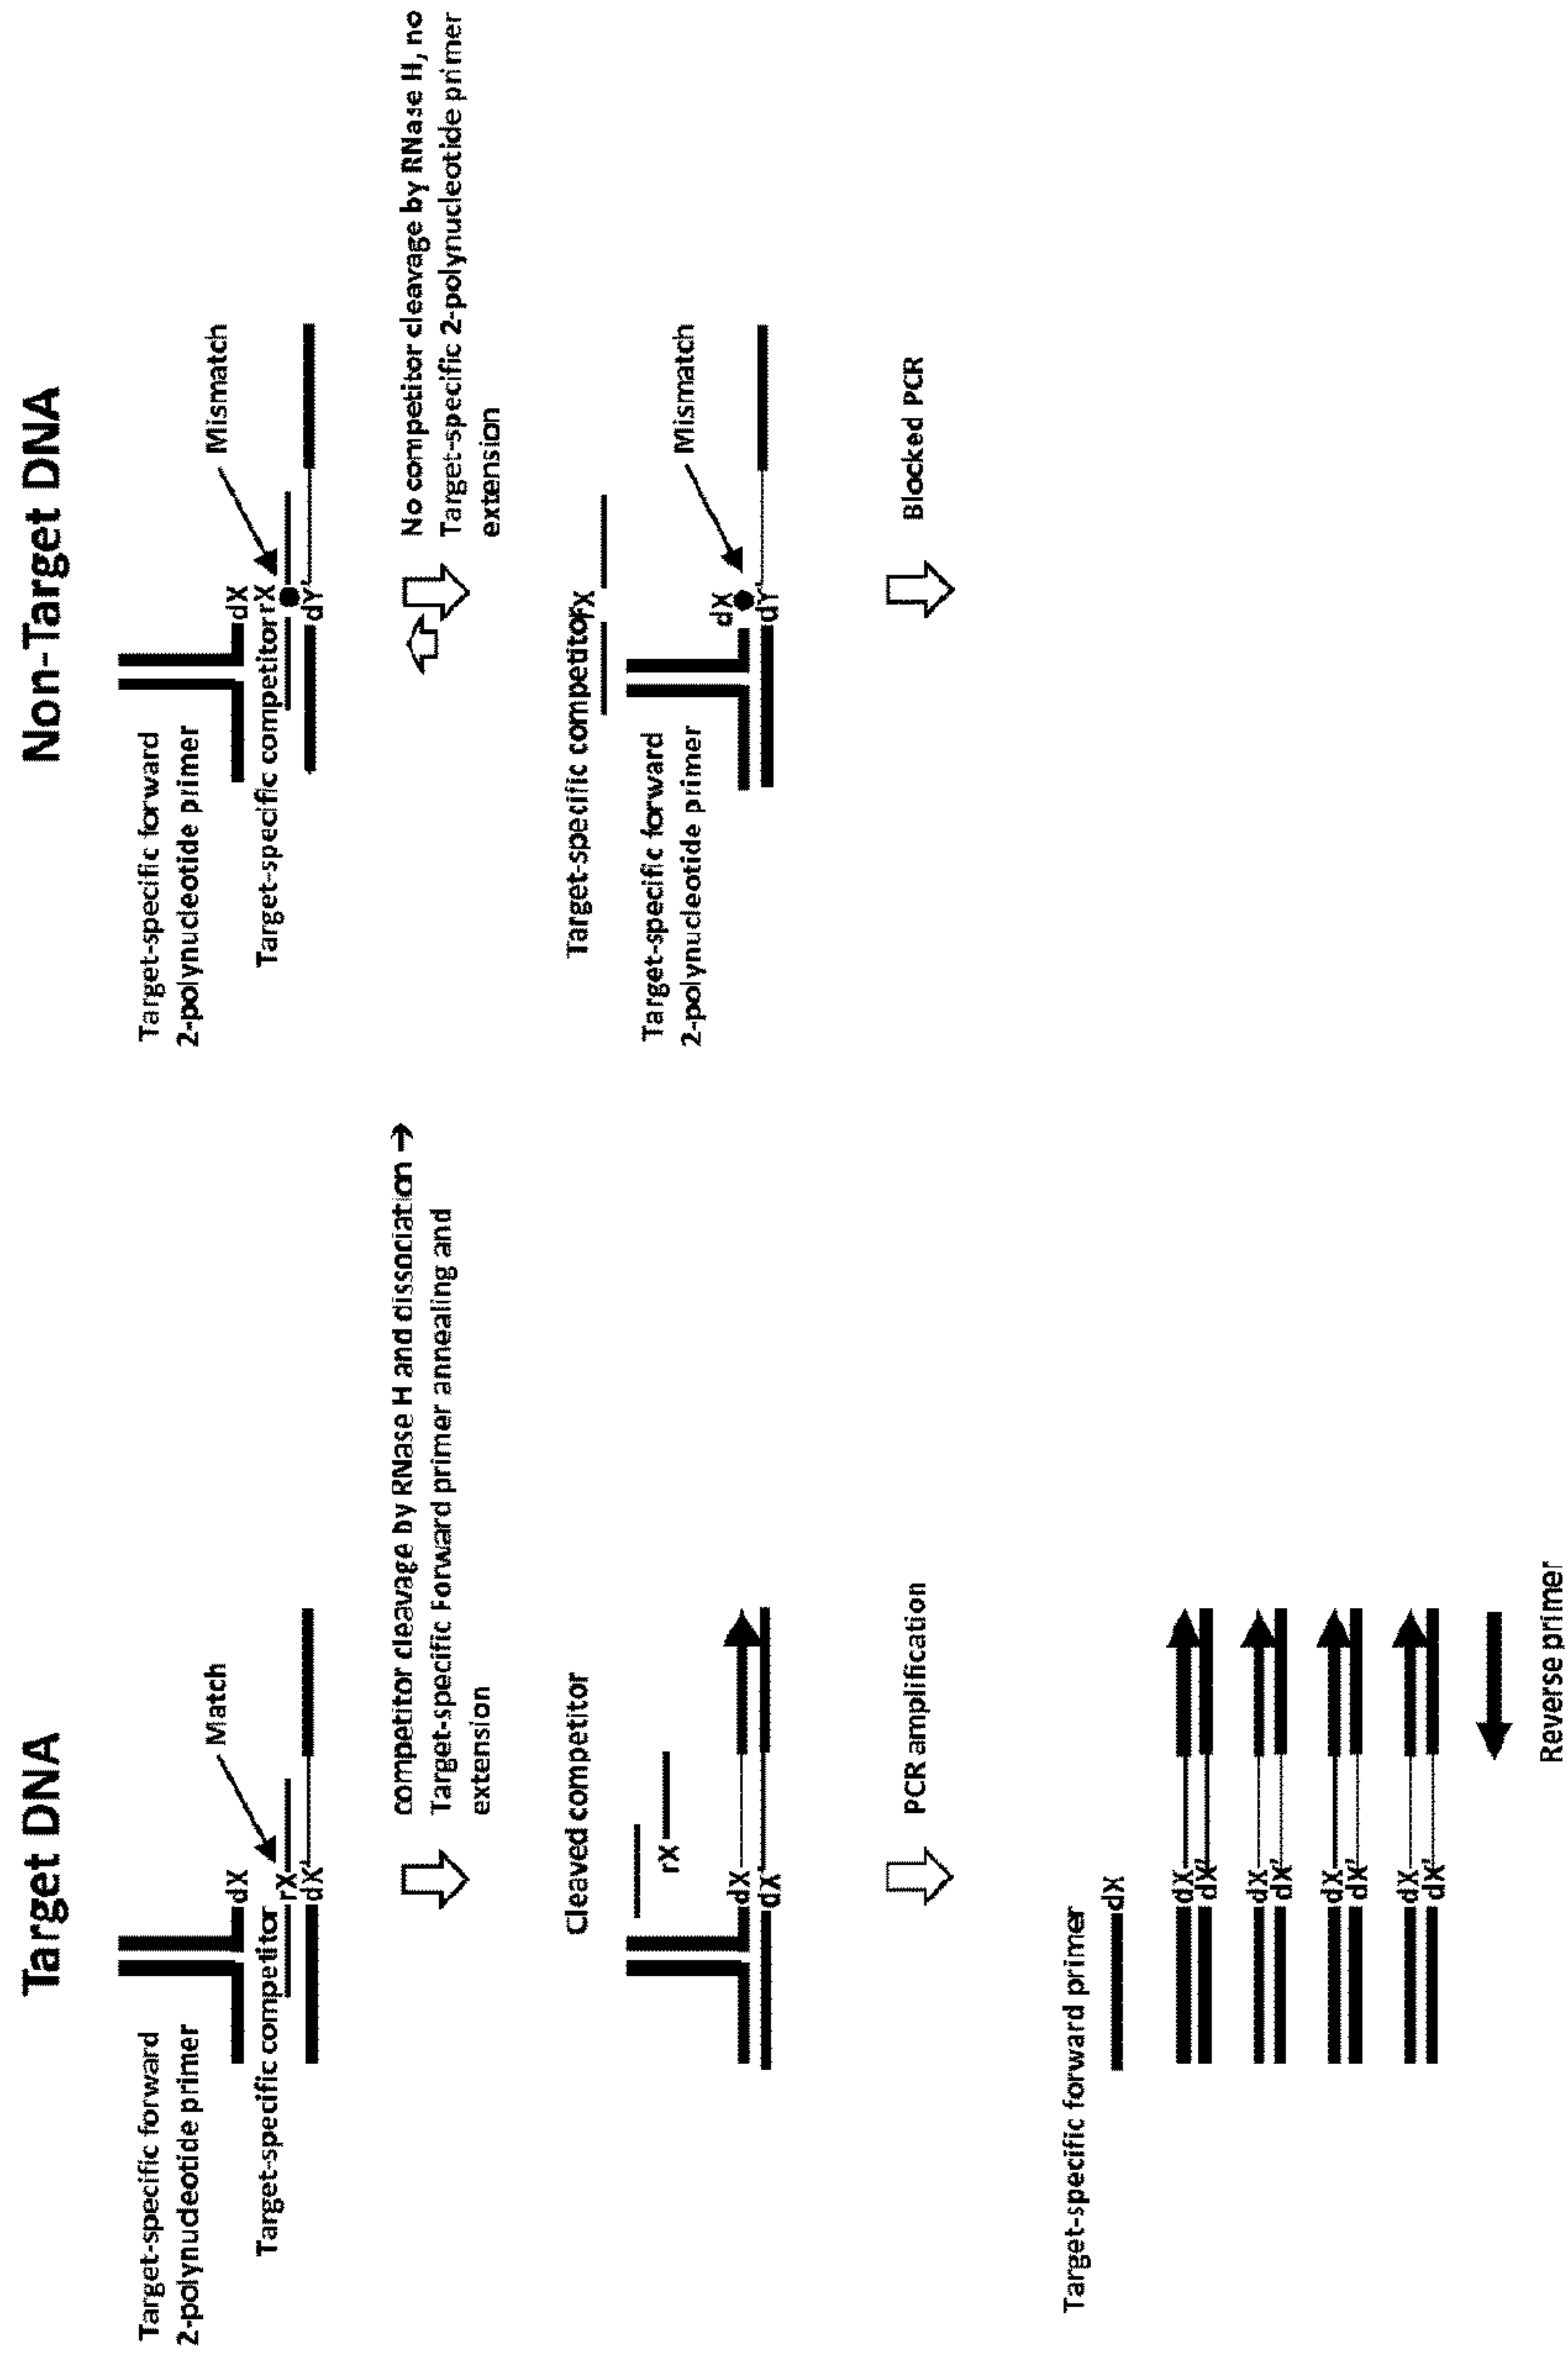 Target DNA
Target-specific forward
2-polynudeotide primer
dX
Match
Target-specific competitor
rX
dX'
competitor cleavage by RNase H and dissociation →
Target-specific Forward primer annealing and
extension
Cleaved competitor
rX
dX
dX'
PCR amplification
Target-specific forward primer
dX
dX
dX'
dX
dX'
dX
dX'
dX
dX'
Reverse primer
Non-Target DNA
Target-specific forward
2-polynucleotide primer
dX
Mismatch
Target-specific competitor
rX
dY'
No competitor cleavage by RNase H, no
Target-specific 2-polynucleotide primer
extension
Target-specific competitor
rX
Target-specific forward
2-polynucleotide primer
dX
Mismatch
dY'
Blocked PCR